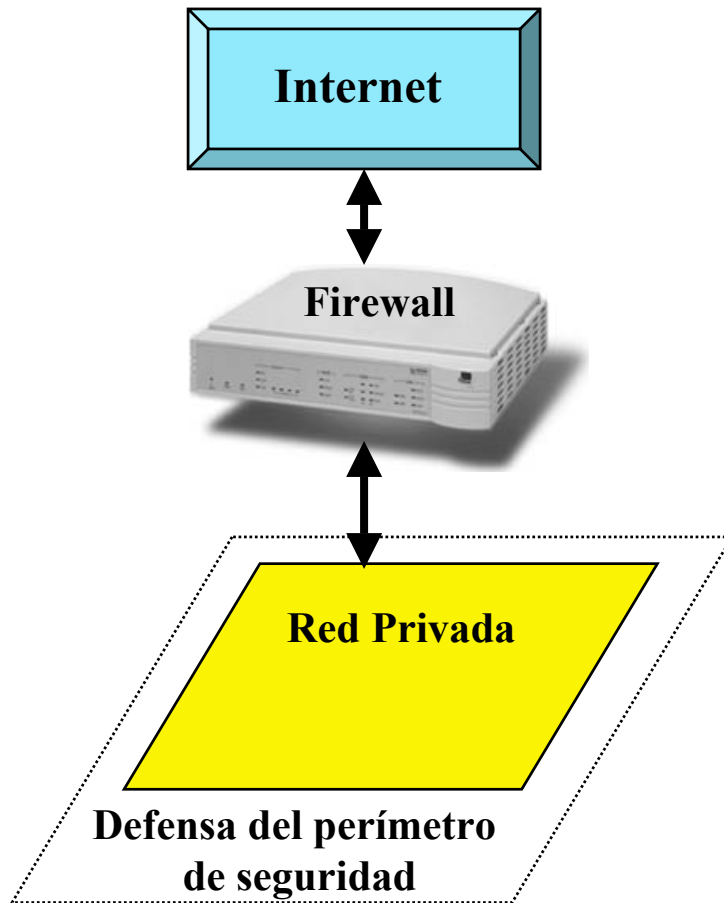 Internet
Firewall
Red Privada
Defensa del perímetro
de seguridad